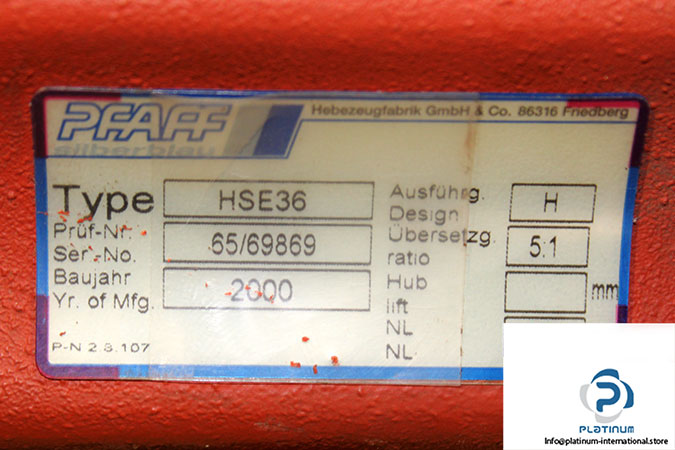 PFAFF
silberblau
Hebezeugfabrik GmbH & Co. 86316 Friedberg
Type HSE36
Prüf-Nr.
Ser.-No. 65/69869
Baujahr
Yr. of Mfg. 2000
P-N 2.3.107
Ausführg.
Design H
Übersetzg.
ratio 5:1
Hub
lift mm
NL
NL
PLATINUM
Info@platinum-international.store